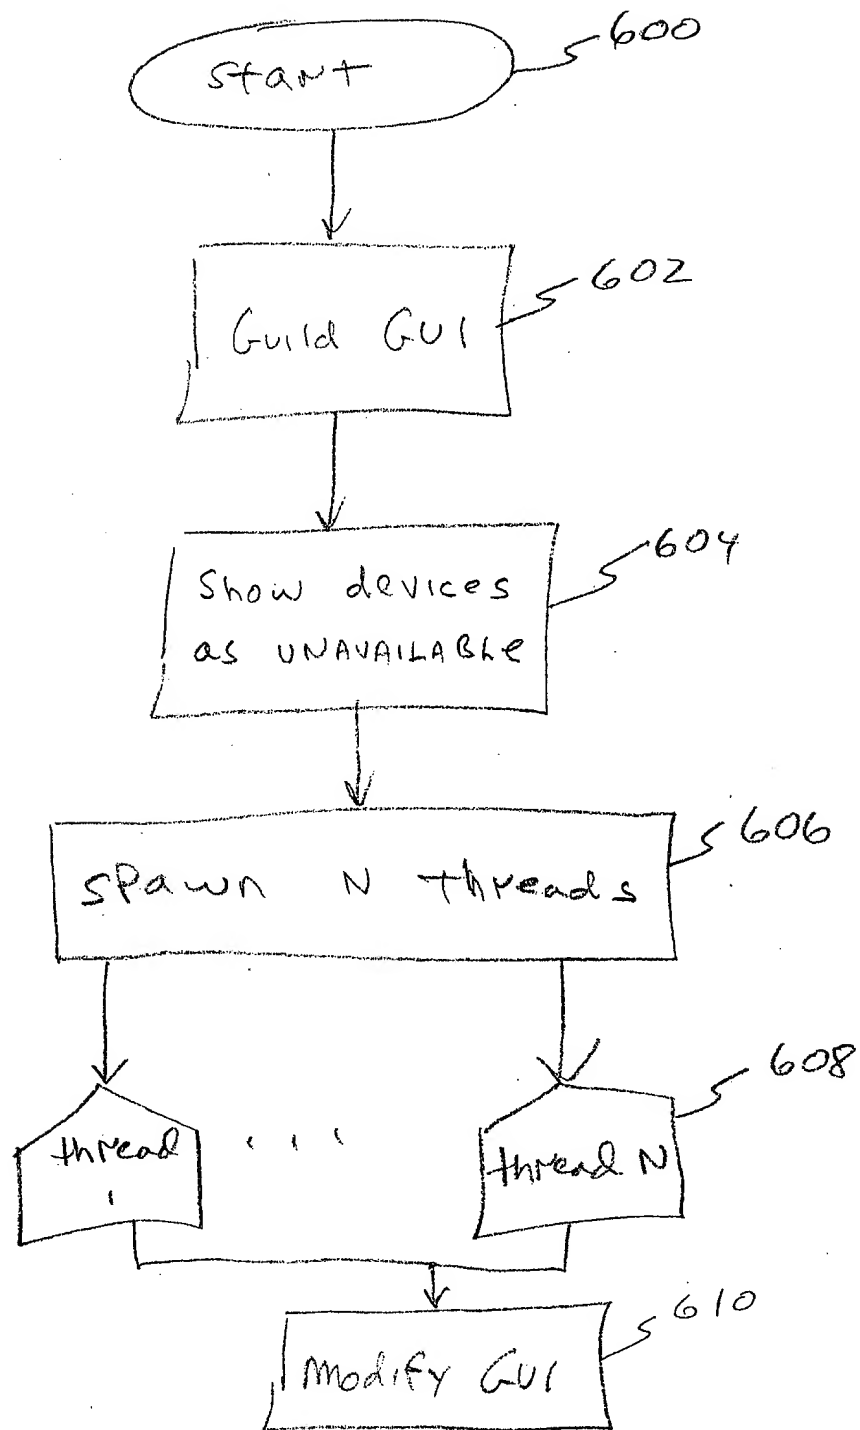 Start
600
Guild GUI
602
Show devices
as UNAVAILABLE
604
spawn N threads
606
thread
1
. . .
thread N
608
Modify GUI
610